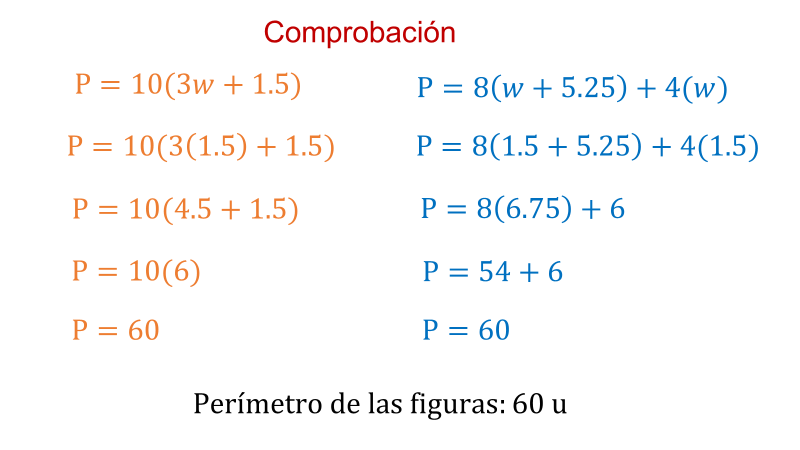 Comprobación
P = 10(3w + 1.5)
P = 10(3(1.5) + 1.5)
P = 10(4.5 + 1.5)
P = 10(6)
P = 60
P = 8(w + 5.25) + 4(w)
P = 8(1.5 + 5.25) + 4(1.5)
P = 8(6.75) + 6
P = 54 + 6
P = 60
Perímetro de las figuras: 60 u